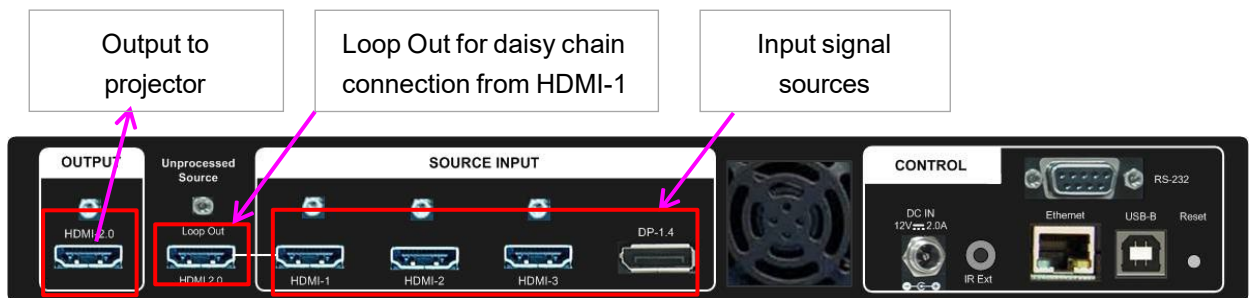 Output to
projector
Loop Out for daisy chain
connection from HDMI-1
Input signal
sources
OUTPUT
Unprocessed
Source
SOURCE INPUT
CONTROL
RS-232
HDMI-2.0
Loop Out
DP-1.4
DC IN
12V⎓2.0A
Ethernet
USB-B
Reset
HDMI 2.0
HDMI-1
HDMI-2
HDMI-3
IR Ext